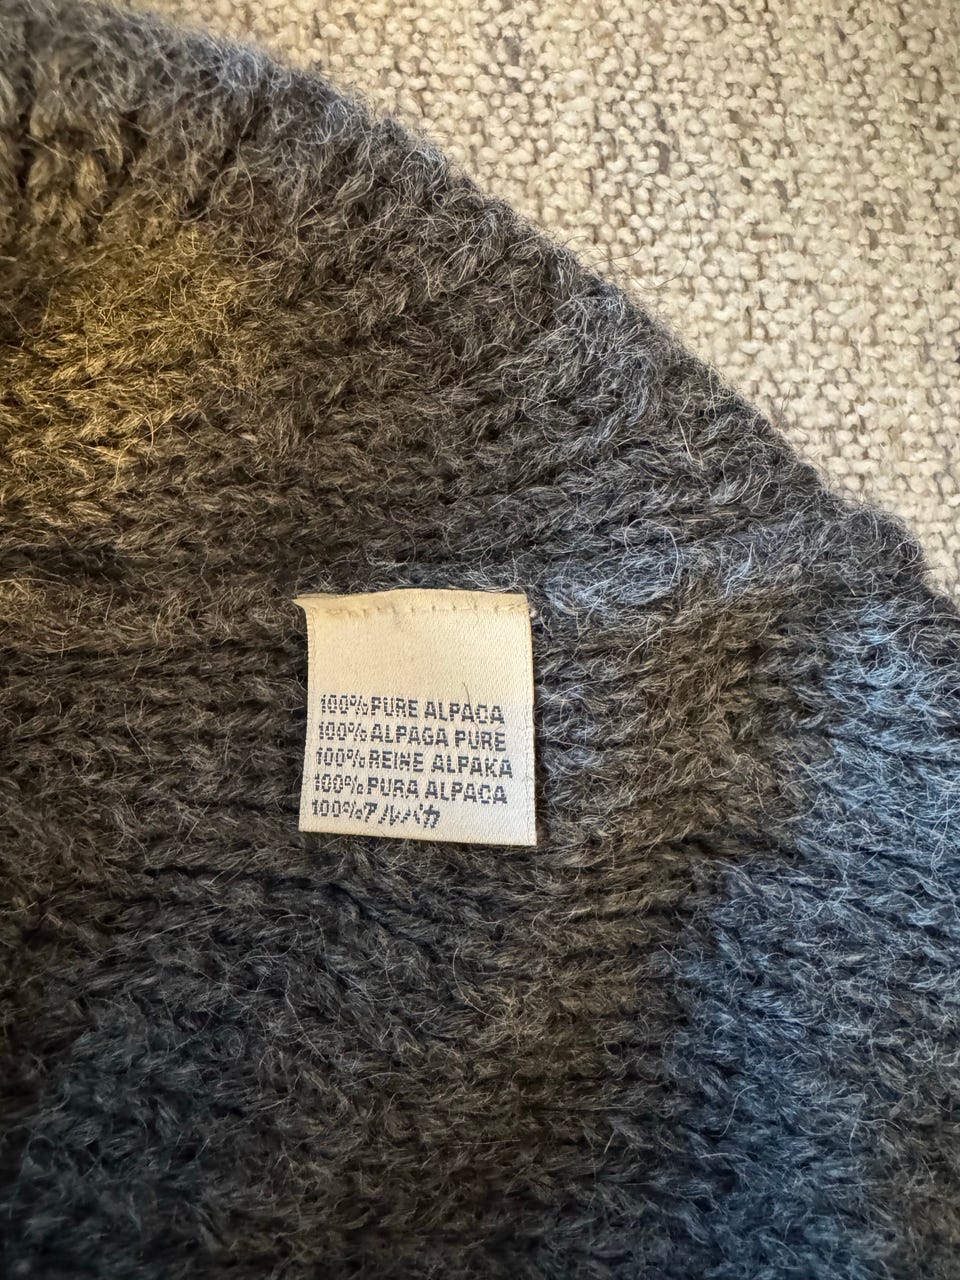 100% PURE ALPACA
100% ALPAGA PURE
100% REINE ALPAKA
100% PURA ALPACA
100% アルパカ